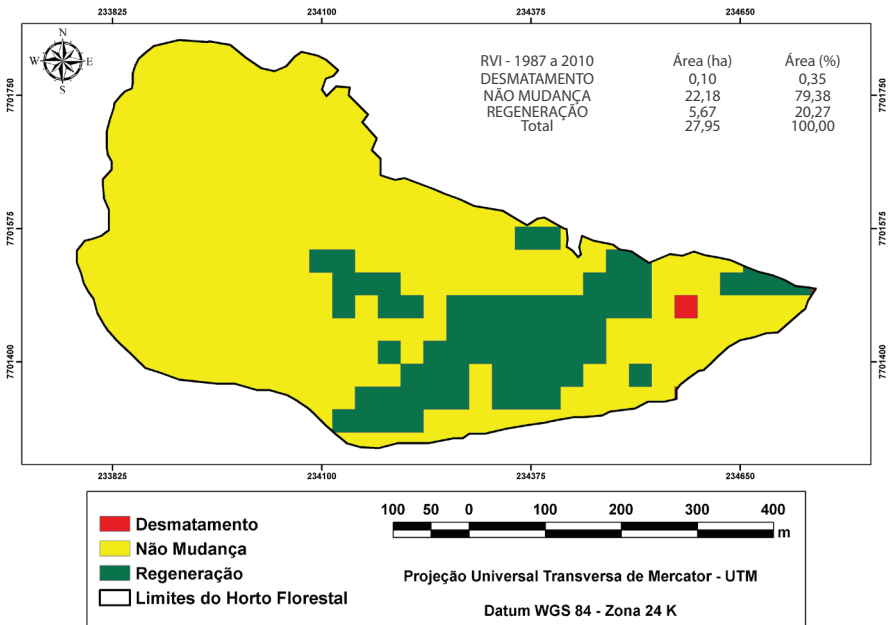 233825 234100 234375 234650
N
W E
S
RVI - 1987 a 2010 Área (ha) Área (%)
DESMATAMENTO 0,10 0,35
NÃO MUDANÇA 22,18 79,38
REGENERAÇÃO 5,67 20,27
Total 27,95 100,00
7701750 7701750
7701575 7701575
7701400 7701400
233825 234100 234375 234650
Desmatamento
Não Mudança
Regeneração
Limites do Horto Florestal
100 50 0 100 200 300 400
m
Projeção Universal Transversa de Mercator - UTM
Datum WGS 84 - Zona 24 K